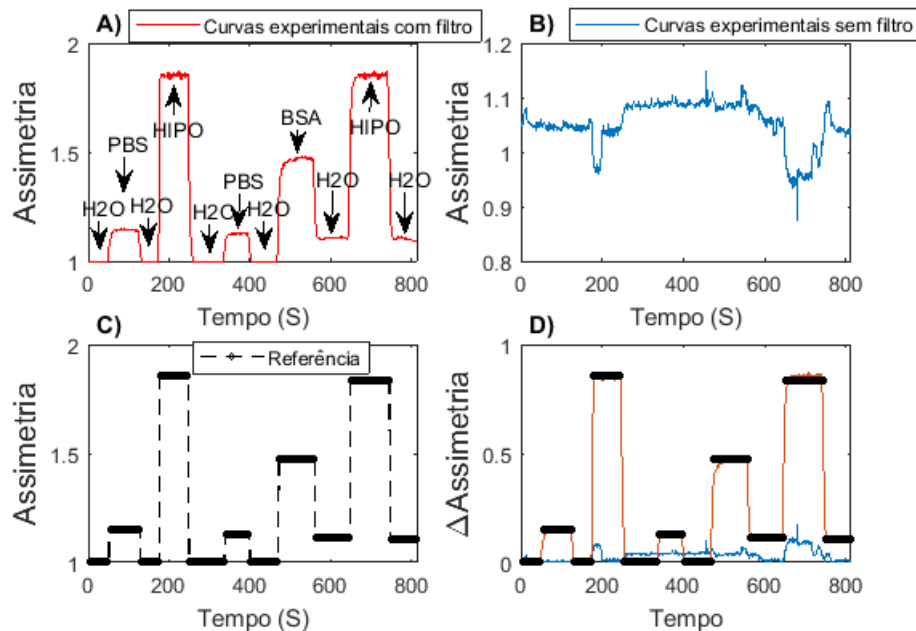 A)
Curvas experimentais com filtro
Assimetria
2
1.5
1
PBS
HIPO
BSA
HIPO
H2O
H2O
PBS
H2O
H2O
H2O
H2O
0 200 400 600 800
Tempo (S)
B)
Curvas experimentais sem filtro
Assimetria
1.2
1.1
1
0.9
0.8
0 200 400 600 800
Tempo (S)
C)
Referência
Assimetria
2
1.5
1
0 200 400 600 800
Tempo (S)
D)
ΔAssimetria
1
0.5
0
0 200 400 600 800
Tempo